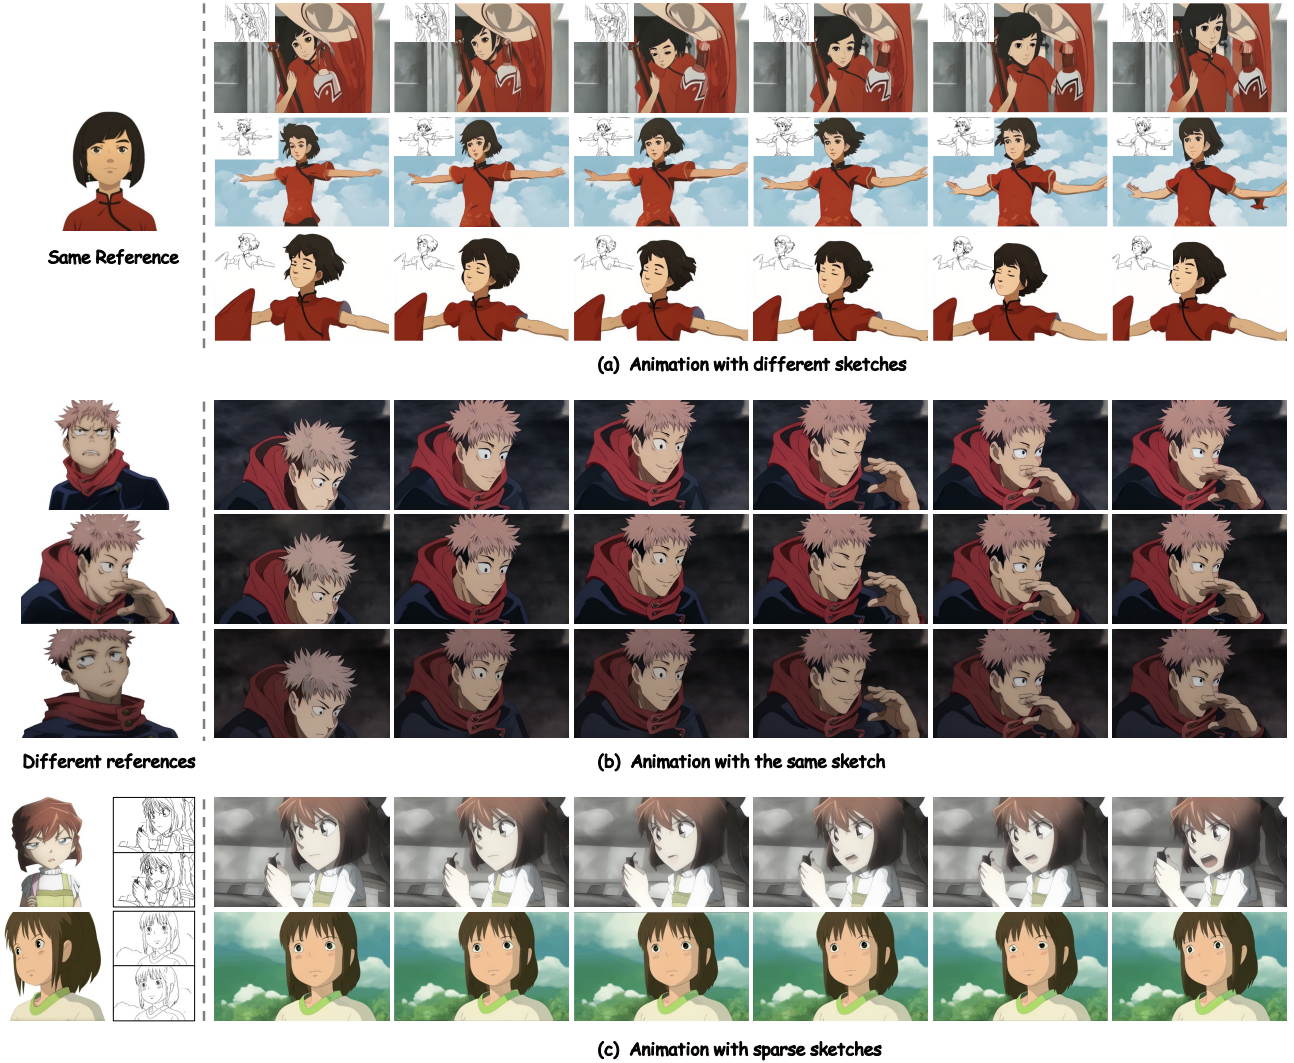 Same Reference
(a) Animation with different sketches
Different references
(b) Animation with the same sketch
(c) Animation with sparse sketches